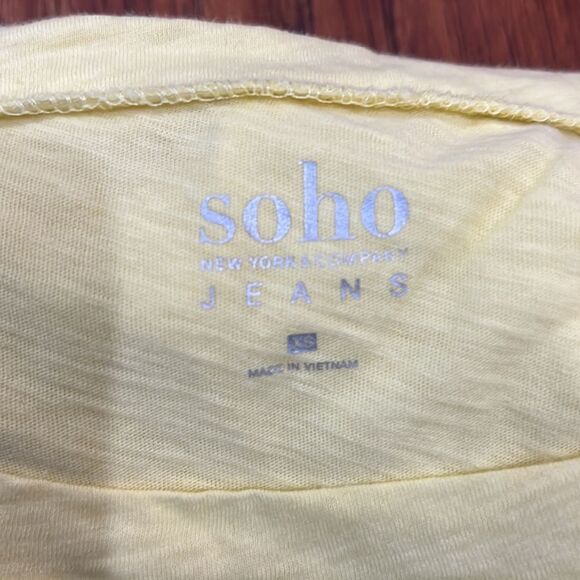 soho
NEW YORK & COMPANY
JEANS
XS
MADE IN VIETNAM